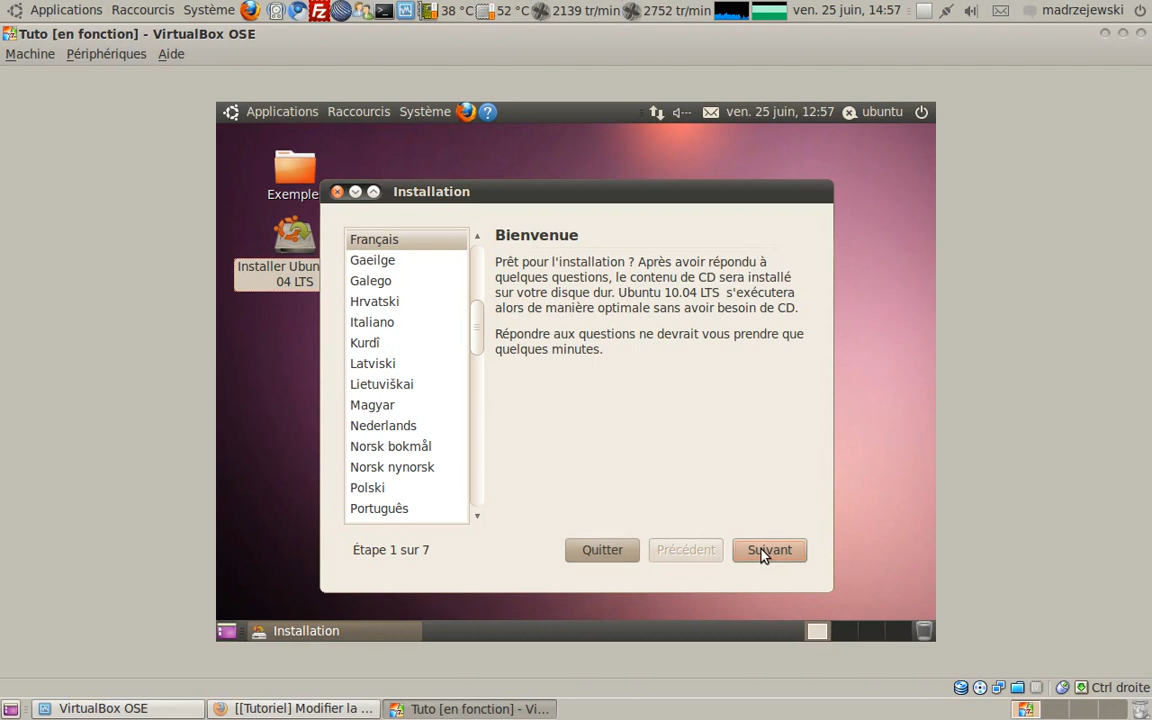 Applications Raccourcis Système 38 °C 52 °C 2139 tr/min 2752 tr/min ven. 25 juin, 14:57 madrzejewski
Tuto [en fonction] - VirtualBox OSE
Machine Périphériques Aide
Applications Raccourcis Système ? ven. 25 juin, 12:57 ubuntu
Exemple
Installer Ubun
04 LTS
Installation
Français
Gaeilge
Galego
Hrvatski
Italiano
Kurdî
Latviski
Lietuviškai
Magyar
Nederlands
Norsk bokmål
Norsk nynorsk
Polski
Português
Bienvenue
Prêt pour l'installation ? Après avoir répondu à
quelques questions, le contenu de CD sera installé
sur votre disque dur. Ubuntu 10.04 LTS s'exécutera
alors de manière optimale sans avoir besoin de CD.
Répondre aux questions ne devrait vous prendre que
quelques minutes.
Étape 1 sur 7
Quitter
Précédent
Suivant
Installation
Ctrl droite
VirtualBox OSE
[[Tutoriel] Modifier la ...
Tuto [en fonction] - Vi...